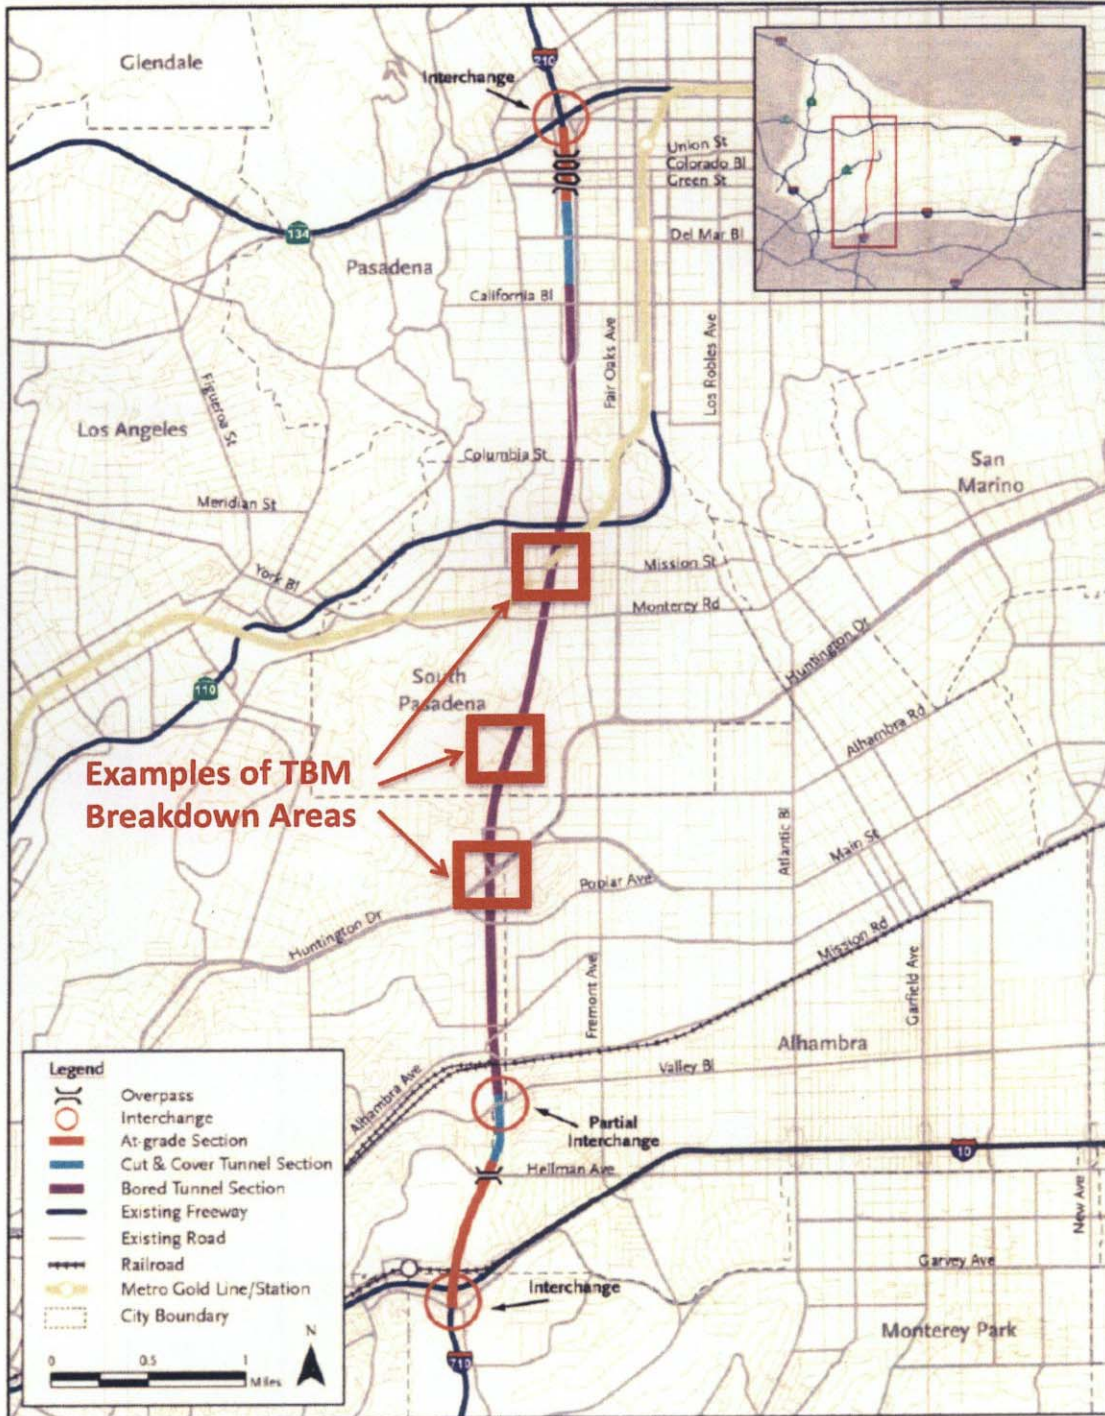 Glendale
210
Interchange
Union St
Colorado Bl
Green St
134
Del Mar Bl
Pasadena
California Bl
Fair Oaks Ave
Los Robles Ave
Figueroa St
Los Angeles
Columbia St
San
Marino
Meridian St
York Bl
Mission St
Monterey Rd
Huntington Dr
South
Pasadena
110
Alhambra Rd
Examples of TBM
Breakdown Areas
Atlantic Bl
Main St
Poplar Ave
Huntington Dr
Mission Rd
Fremont Ave
Garfield Ave
Alhambra
Valley Bl
Alhambra Ave
Partial
Interchange
10
Hellman Ave
New Ave
Garvey Ave
Interchange
Monterey Park
710
Legend
Overpass
Interchange
At-grade Section
Cut & Cover Tunnel Section
Bored Tunnel Section
Existing Freeway
Existing Road
Railroad
Metro Gold Line/Station
City Boundary
N
0 0.5 1
Miles